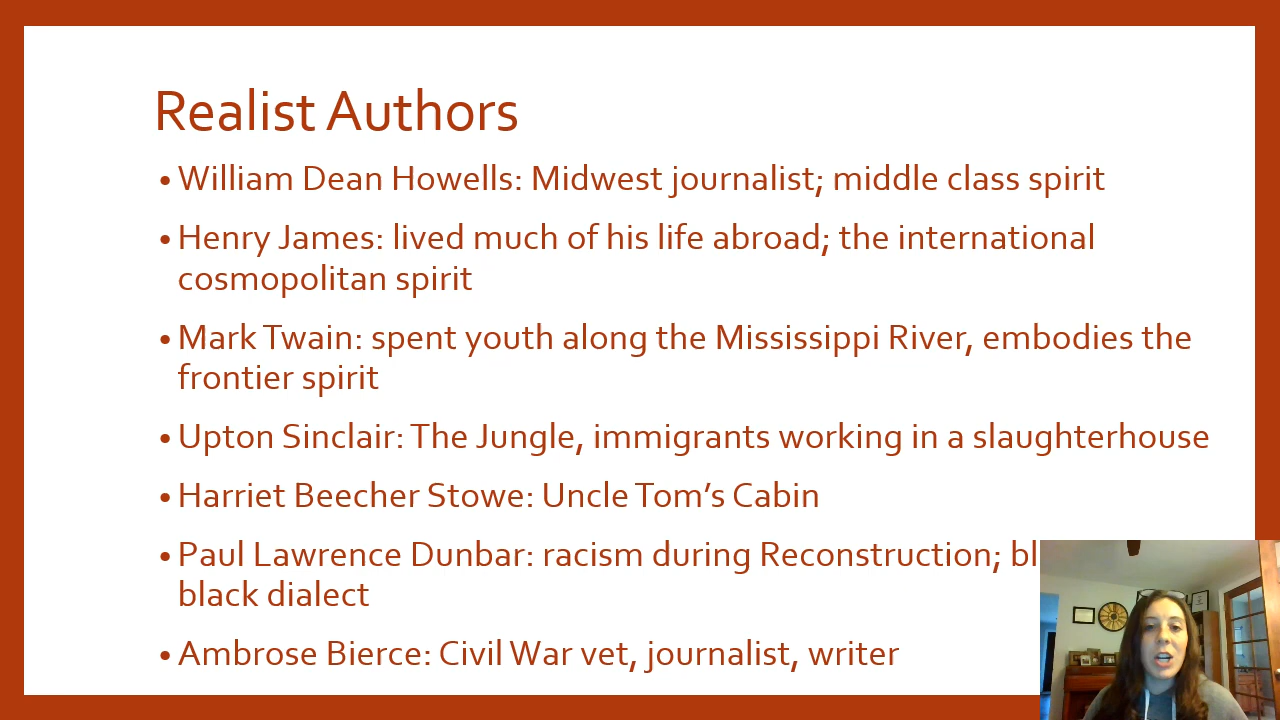 Realist Authors
• William Dean Howells: Midwest journalist; middle class spirit
• Henry James: lived much of his life abroad; the international
cosmopolitan spirit
• Mark Twain: spent youth along the Mississippi River, embodies the
frontier spirit
• Upton Sinclair: The Jungle, immigrants working in a slaughterhouse
• Harriet Beecher Stowe: Uncle Tom’s Cabin
• Paul Lawrence Dunbar: racism during Reconstruction;
black dialect
• Ambrose Bierce: Civil War vet, journalist, writer